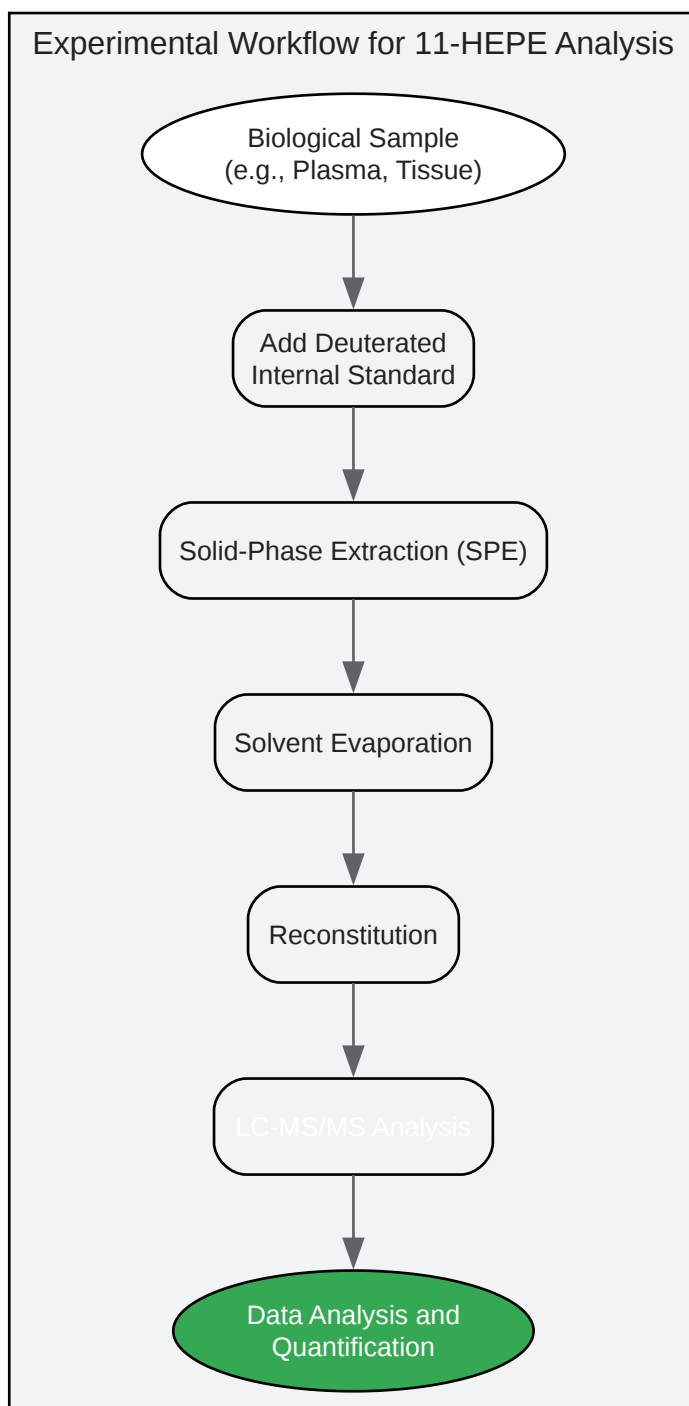 Experimental Workflow for 11-HEPE Analysis
Biological Sample
(e.g., Plasma, Tissue)
Add Deuterated
Internal Standard
Solid-Phase Extraction (SPE)
Solvent Evaporation
Reconstitution
LC-MS/MS Analysis
Data Analysis and
Quantification